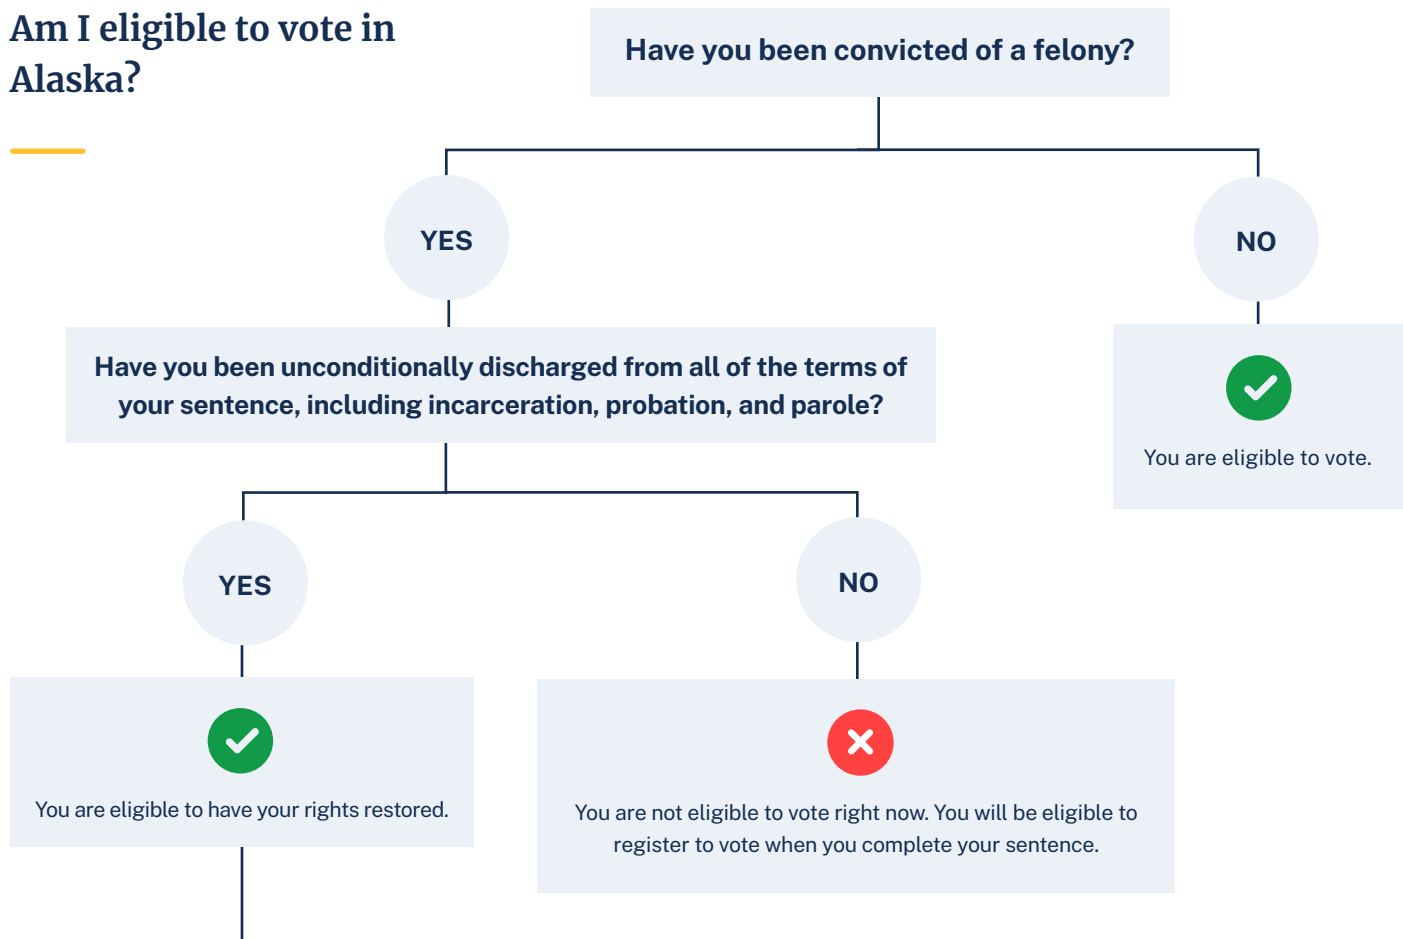 Am I eligible to vote in
Alaska?
Have you been convicted of a felony?
YES
NO
Have you been unconditionally discharged from all of the terms of
your sentence, including incarceration, probation, and parole?
You are eligible to vote.
YES
NO
You are eligible to have your rights restored.
You are not eligible to vote right now. You will be eligible to
register to vote when you complete your sentence.